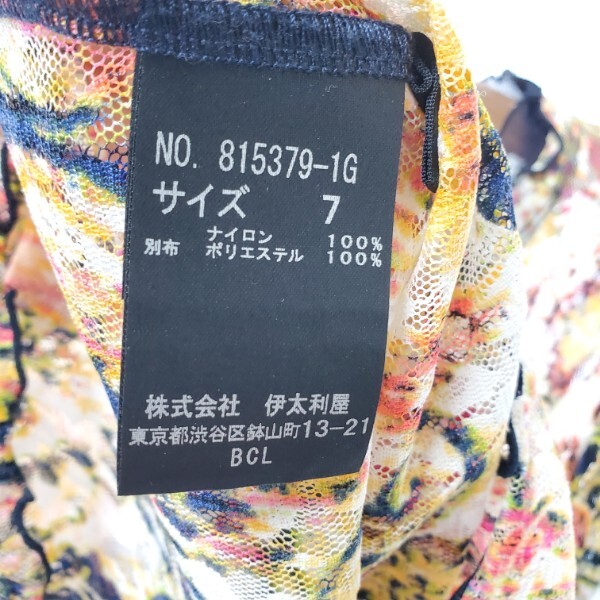 NO. 815379-1G
サイズ 7
ナイロン 100%
別布 ポリエステル 100%
株式会社 伊太利屋
東京都渋谷区鉢山町13-21
BCL